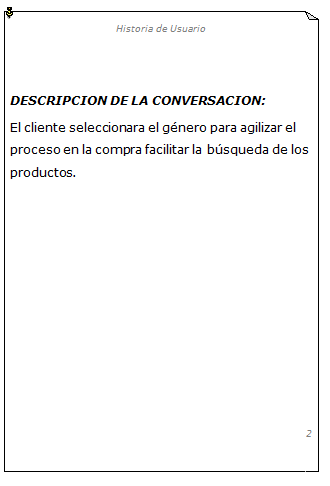 Historia de Usuario
DESCRIPCION DE LA CONVERSACION:
El cliente seleccionara el género para agilizar el
proceso en la compra facilitar la búsqueda de los
productos.
2